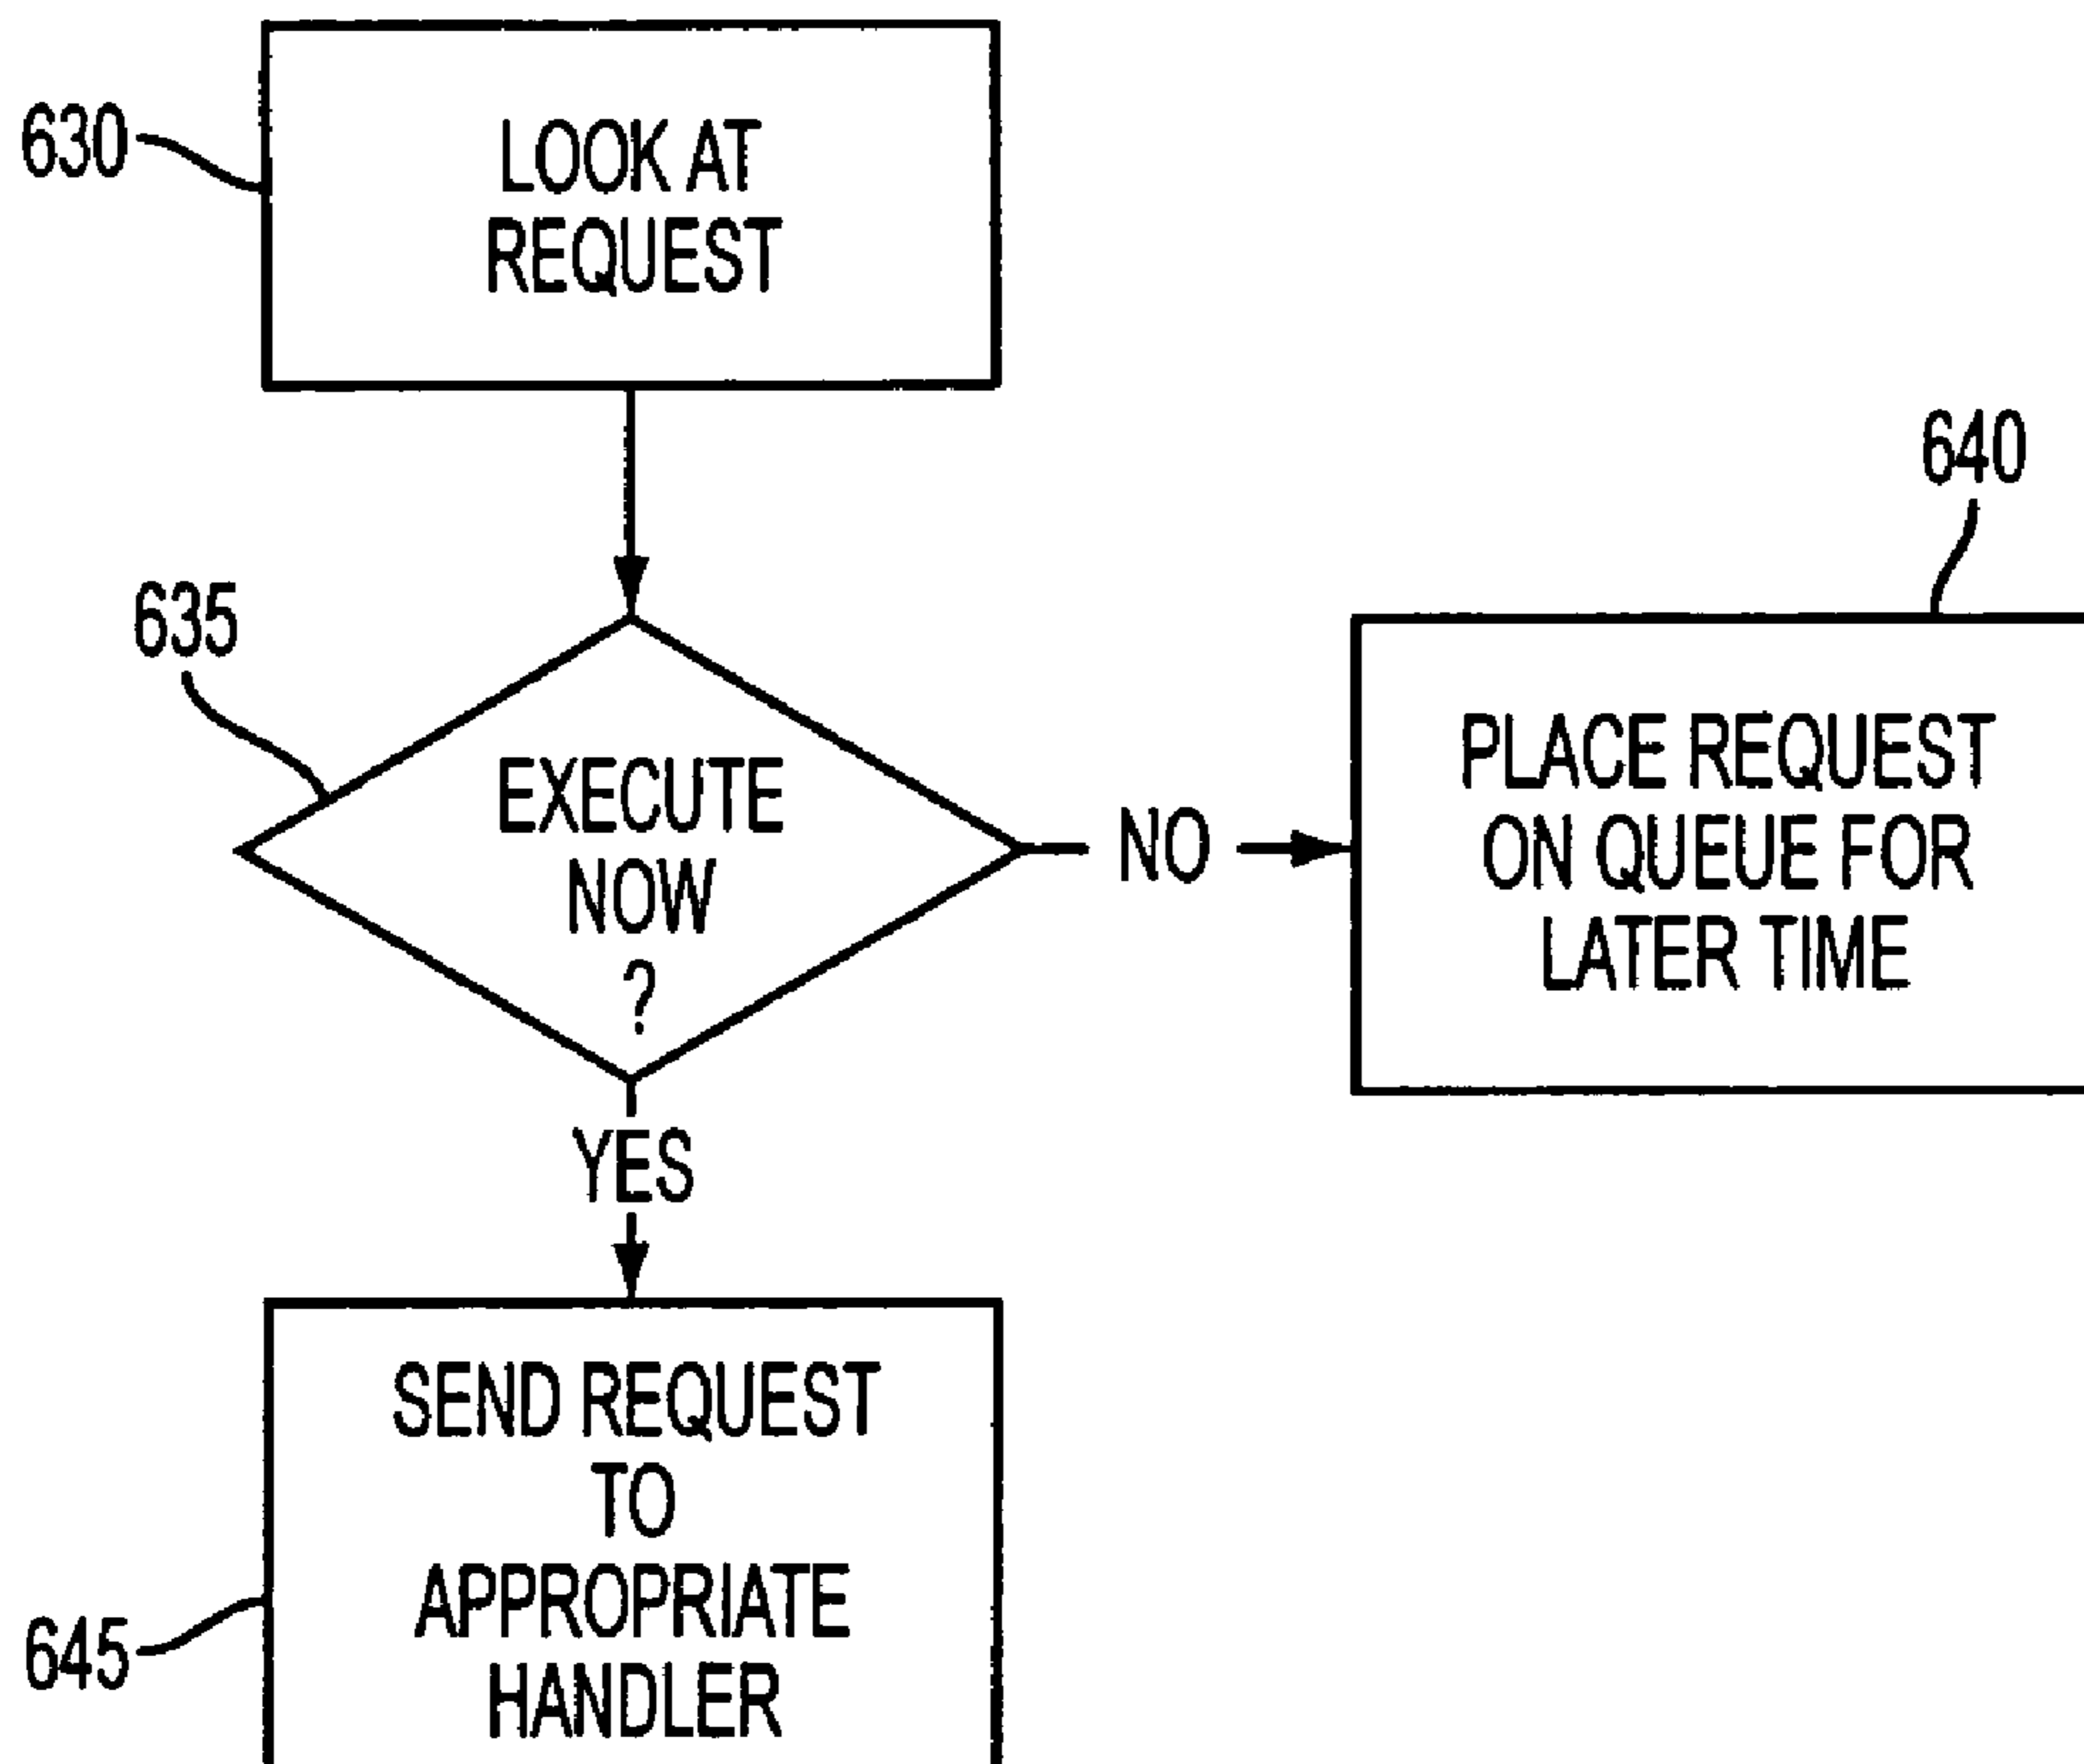 630
LOOK AT
REQUEST
640
635
EXECUTE
NOW
?
NO
PLACE REQUEST
ON QUEUE FOR
LATER TIME
YES
SEND REQUEST
TO
APPROPRIATE
HANDLER
645